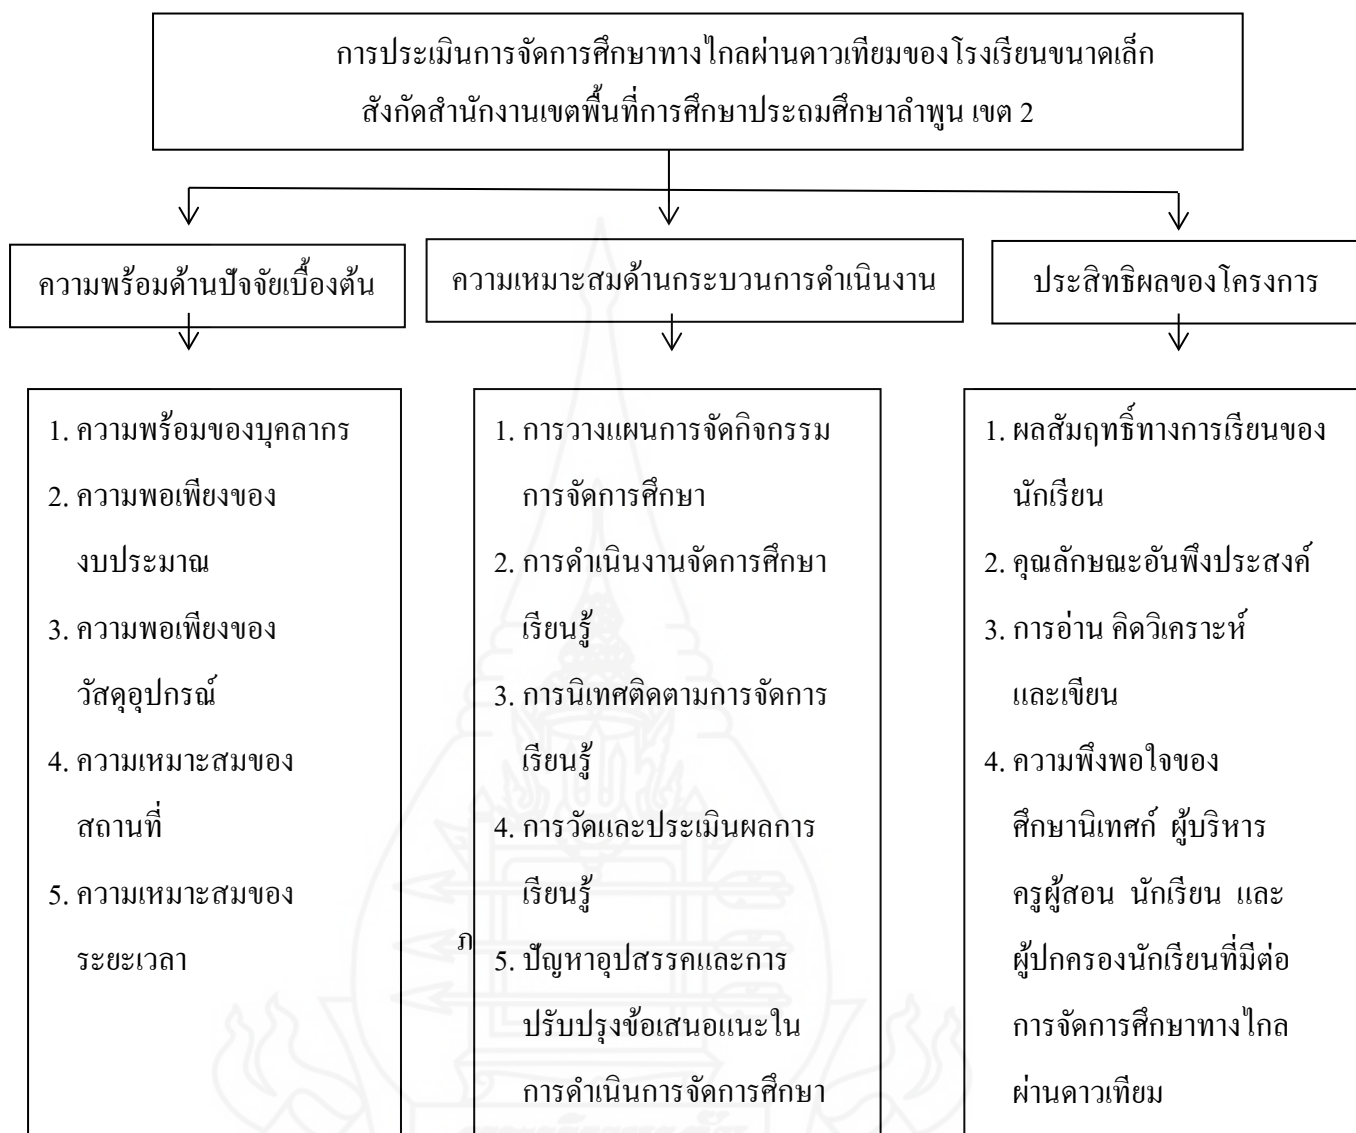 การประเมินการจัดการศึกษาทางไกลผ่านดาวเทียมของโรงเรียนขนาดเล็ก
สังกัดสำนักงานเขตพื้นที่การศึกษาประถมศึกษาลำพูน เขต 2
ความพร้อมด้านปัจจัยเบื้องต้น
ความเหมาะสมด้านกระบวนการดำเนินงาน
ประสิทธิผลของโครงการ
1. ความพร้อมของบุคลากร
2. ความพอเพียงของ
งบประมาณ
3. ความพอเพียงของ
วัสดุอุปกรณ์
4. ความเหมาะสมของ
สถานที่
5. ความเหมาะสมของ
ระยะเวลา
ภ
1. การวางแผนการจัดกิจกรรม
การจัดการศึกษา
2. การดำเนินงานจัดการศึกษา
เรียนรู้
3. การนิเทศติดตามการจัดการ
เรียนรู้
4. การวัดและประเมินผลการ
เรียนรู้
5. ปัญหาอุปสรรคและการ
ปรับปรุงข้อเสนอแนะใน
การดำเนินการจัดการศึกษา
1. ผลสัมฤทธิ์ทางการเรียนของ
นักเรียน
2. คุณลักษณะอันพึงประสงค์
3. การอ่าน คิดวิเคราะห์
และเขียน
4. ความพึงพอใจของ
ศึกษานิเทศก์ ผู้บริหาร
ครูผู้สอน นักเรียน และ
ผู้ปกครองนักเรียนที่มีต่อ
การจัดการศึกษาทางไกล
ผ่านดาวเทียม